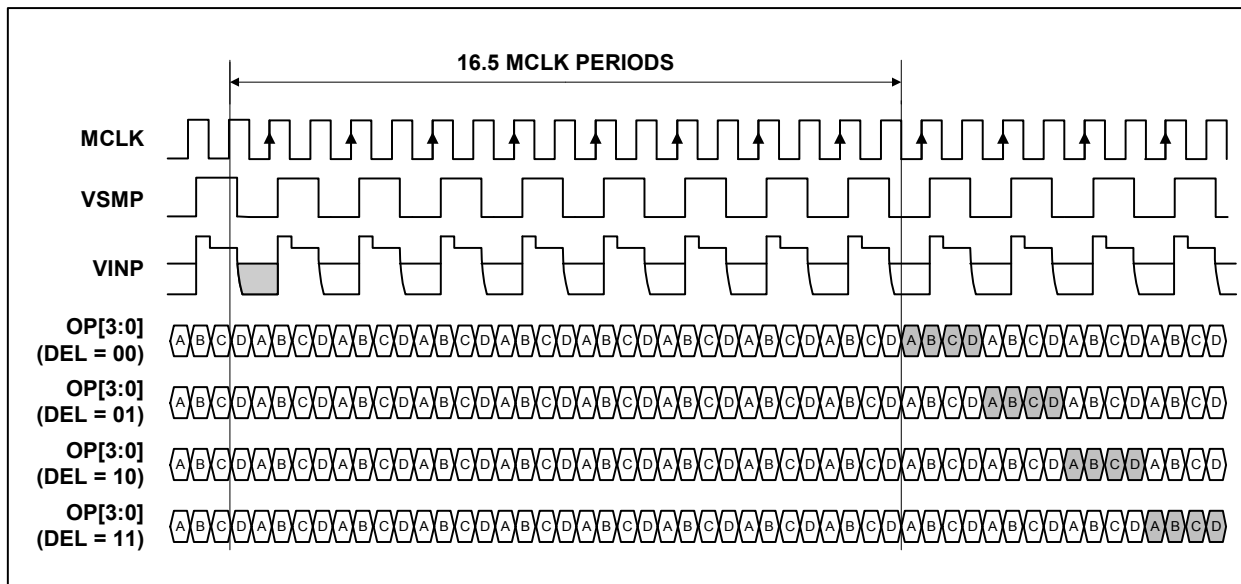 16.5 MCLK PERIODS
MCLK
VSMP
VINP
OP[3:0]
(DEL = 00)
A B C D A B C D A B C D A B C D A B C D A B C D A B C D A B C D A B C D A B C D A B C D A B C D A B C D
OP[3:0]
(DEL = 01)
A B C D A B C D A B C D A B C D A B C D A B C D A B C D A B C D A B C D A B C D A B C D A B C D A B C D
OP[3:0]
(DEL = 10)
A B C D A B C D A B C D A B C D A B C D A B C D A B C D A B C D A B C D A B C D A B C D A B C D A B C D
OP[3:0]
(DEL = 11)
A B C D A B C D A B C D A B C D A B C D A B C D A B C D A B C D A B C D A B C D A B C D A B C D A B C D